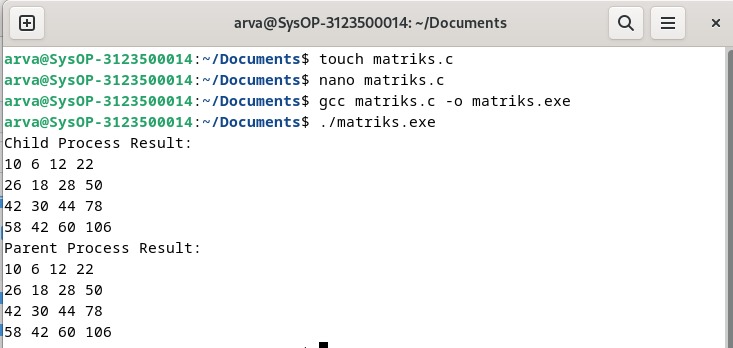 arva@SysOP-3123500014: ~/Documents
arva@SysOP-3123500014:~/Documents$ touch matriks.c
arva@SysOP-3123500014:~/Documents$ nano matriks.c
arva@SysOP-3123500014:~/Documents$ gcc matriks.c -o matriks.exe
arva@SysOP-3123500014:~/Documents$ ./matriks.exe
Child Process Result:
10 6 12 22
26 18 28 50
42 30 44 78
58 42 60 106
Parent Process Result:
10 6 12 22
26 18 28 50
42 30 44 78
58 42 60 106